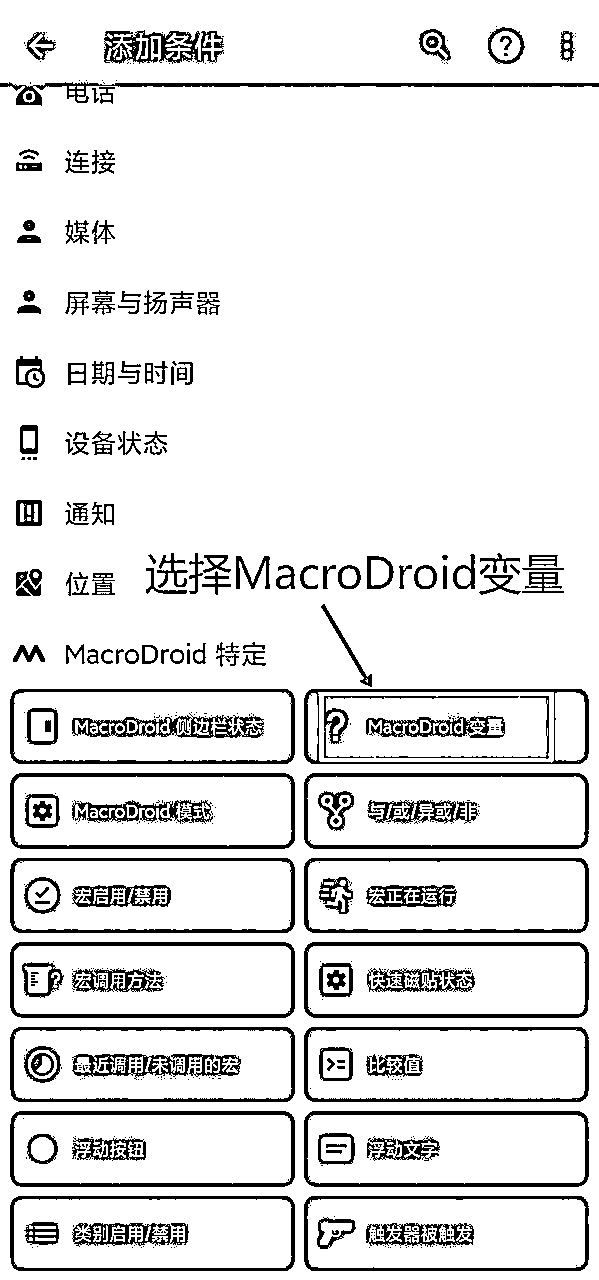 添加条件
电话
连接
媒体
屏幕与扬声器
日期与时间
设备状态
通知
位置
选择MacroDroid变量
MacroDroid 特定
MacroDroid 侧边栏状态
MacroDroid 变量
MacroDroid 模式
与/或/异或/非
宏启用/禁用
宏正在运行
宏调用方法
快速磁贴状态
最近调用/未调用的宏
比较值
浮动按钮
浮动文字
类别启用/禁用
触发器被触发